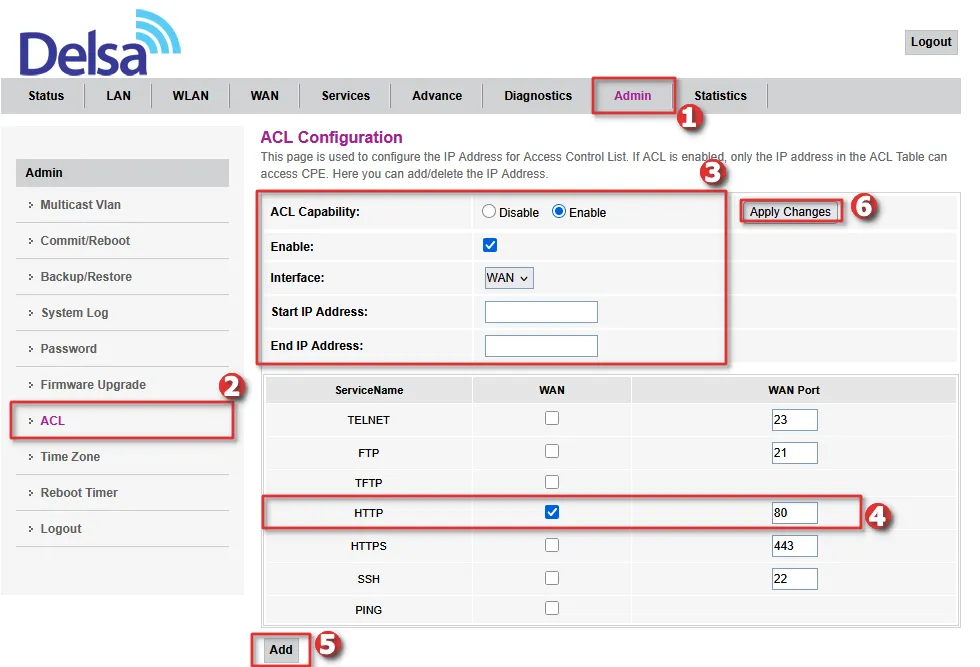 Delsa
Logout
Status LAN WLAN WAN Services Advance Diagnostics Admin Statistics
1
ACL Configuration
This page is used to configure the IP Address for Access Control List. If ACL is enabled, only the IP address in the ACL Table can
access CPE. Here you can add/delete the IP Address.
3
Admin
Multicast Vlan
Commit/Reboot
Backup/Restore
System Log
Password
Firmware Upgrade
2
ACL
Time Zone
Reboot Timer
Logout
ACL Capability: Disable Enable
Apply Changes 6
Enable:
Interface: WAN
Start IP Address:
End IP Address:
ServiceName WAN WAN Port
TELNET 23
FTP 21
TFTP
HTTP 80 4
HTTPS 443
SSH 22
PING
Add 5